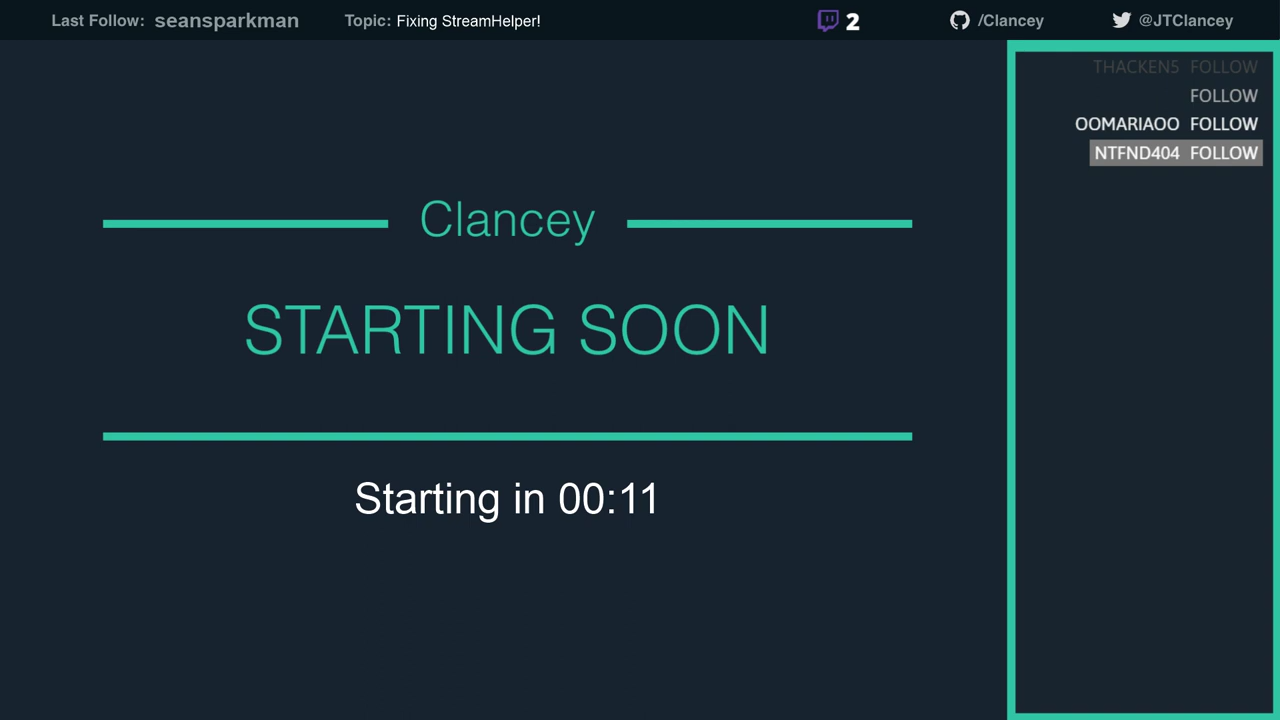 Last Follow: seansparkman Topic: Fixing StreamHelper! 2 /Clancey @JTClancey
THACKEN5 FOLLOW
FOLLOW
OOMARIAOO FOLLOW
NTFND404 FOLLOW
Clancey
STARTING SOON
Starting in 00:11